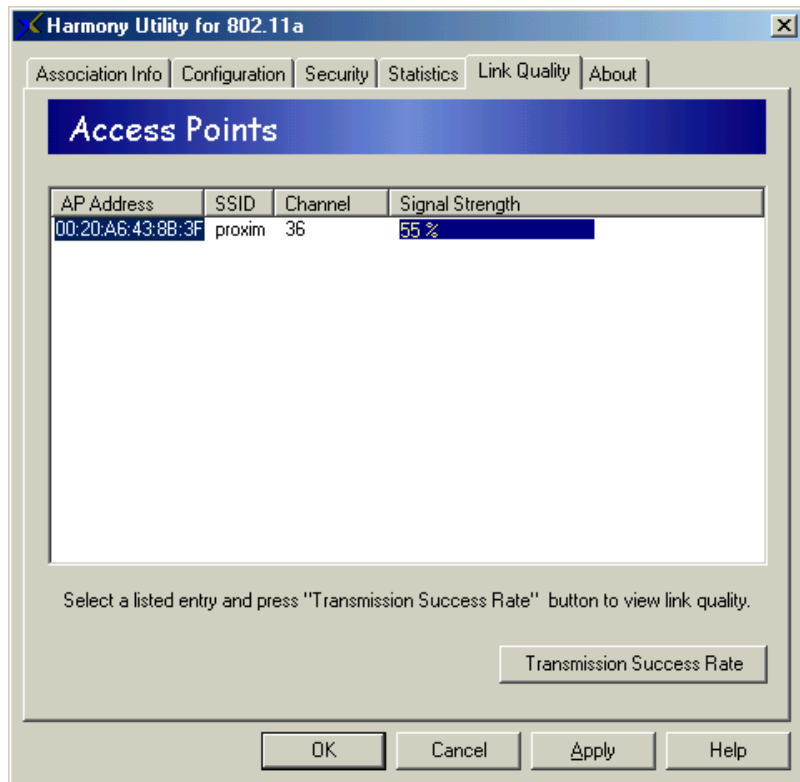 Harmony Utility for 802.11a
Association Info Configuration Security Statistics Link Quality About
Access Points
AP Address SSID Channel Signal Strength
00:20:A6:43:8B:3F proxim 36 55 %
Select a listed entry and press "Transmission Success Rate" button to view link quality.
Transmission Success Rate
OK Cancel Apply Help